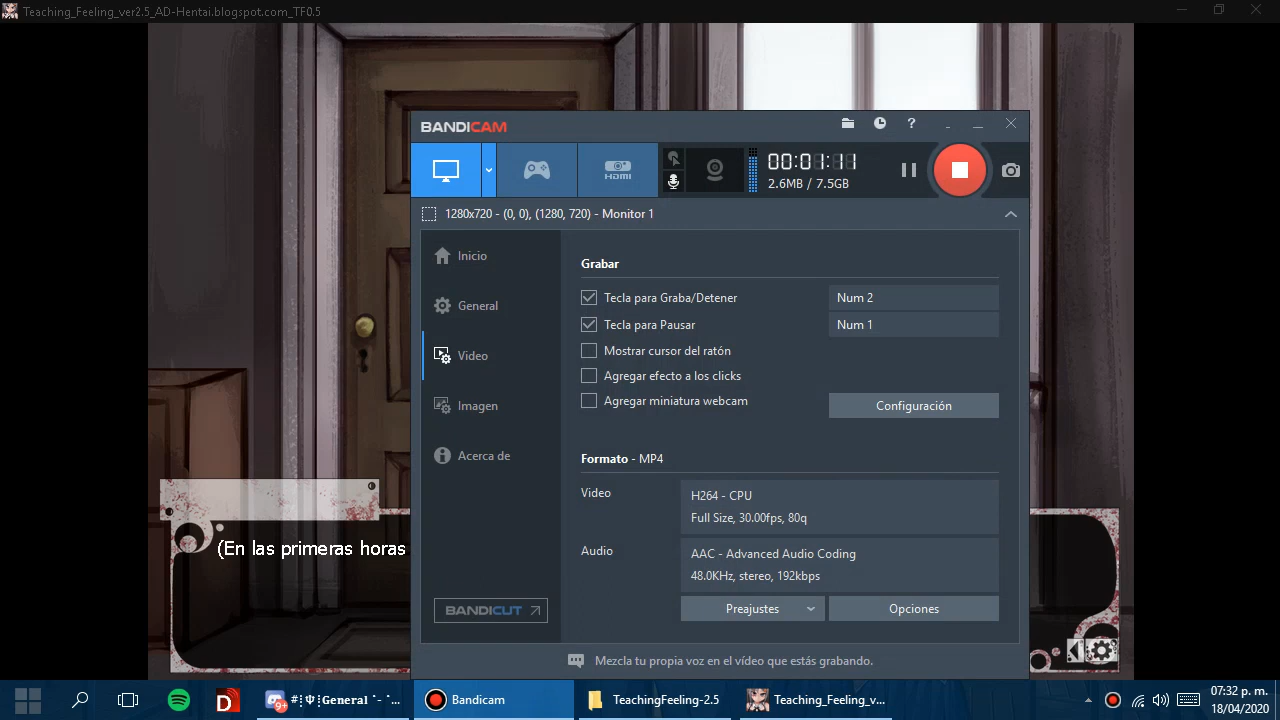 Teaching_Feeling_ver2.5_AD-Hentai.blogspot.com_TF0.5
BANDICAM
?
HDMI
00:01:11
2.6MB / 7.5GB
1280x720 - (0, 0), (1280, 720) - Monitor 1
Inicio
General
Video
Imagen
Acerca de
BANDICUT
Grabar
Tecla para Graba/Detener
Num 2
Tecla para Pausar
Num 1
Mostrar cursor del ratón
Agregar efecto a los clicks
Agregar miniatura webcam
Configuración
Formato - MP4
Video
H264 - CPU
Full Size, 30.00fps, 80q
Audio
AAC - Advanced Audio Coding
48.0KHz, stereo, 192kbps
Preajustes
Opciones
Mezcla tu propia voz en el vídeo que estás grabando.
(En las primeras horas
9+
#┊Ψ┊General
Bandicam
TeachingFeeling-2.5
Teaching_Feeling_v...
07:32 p. m.
18/04/2020